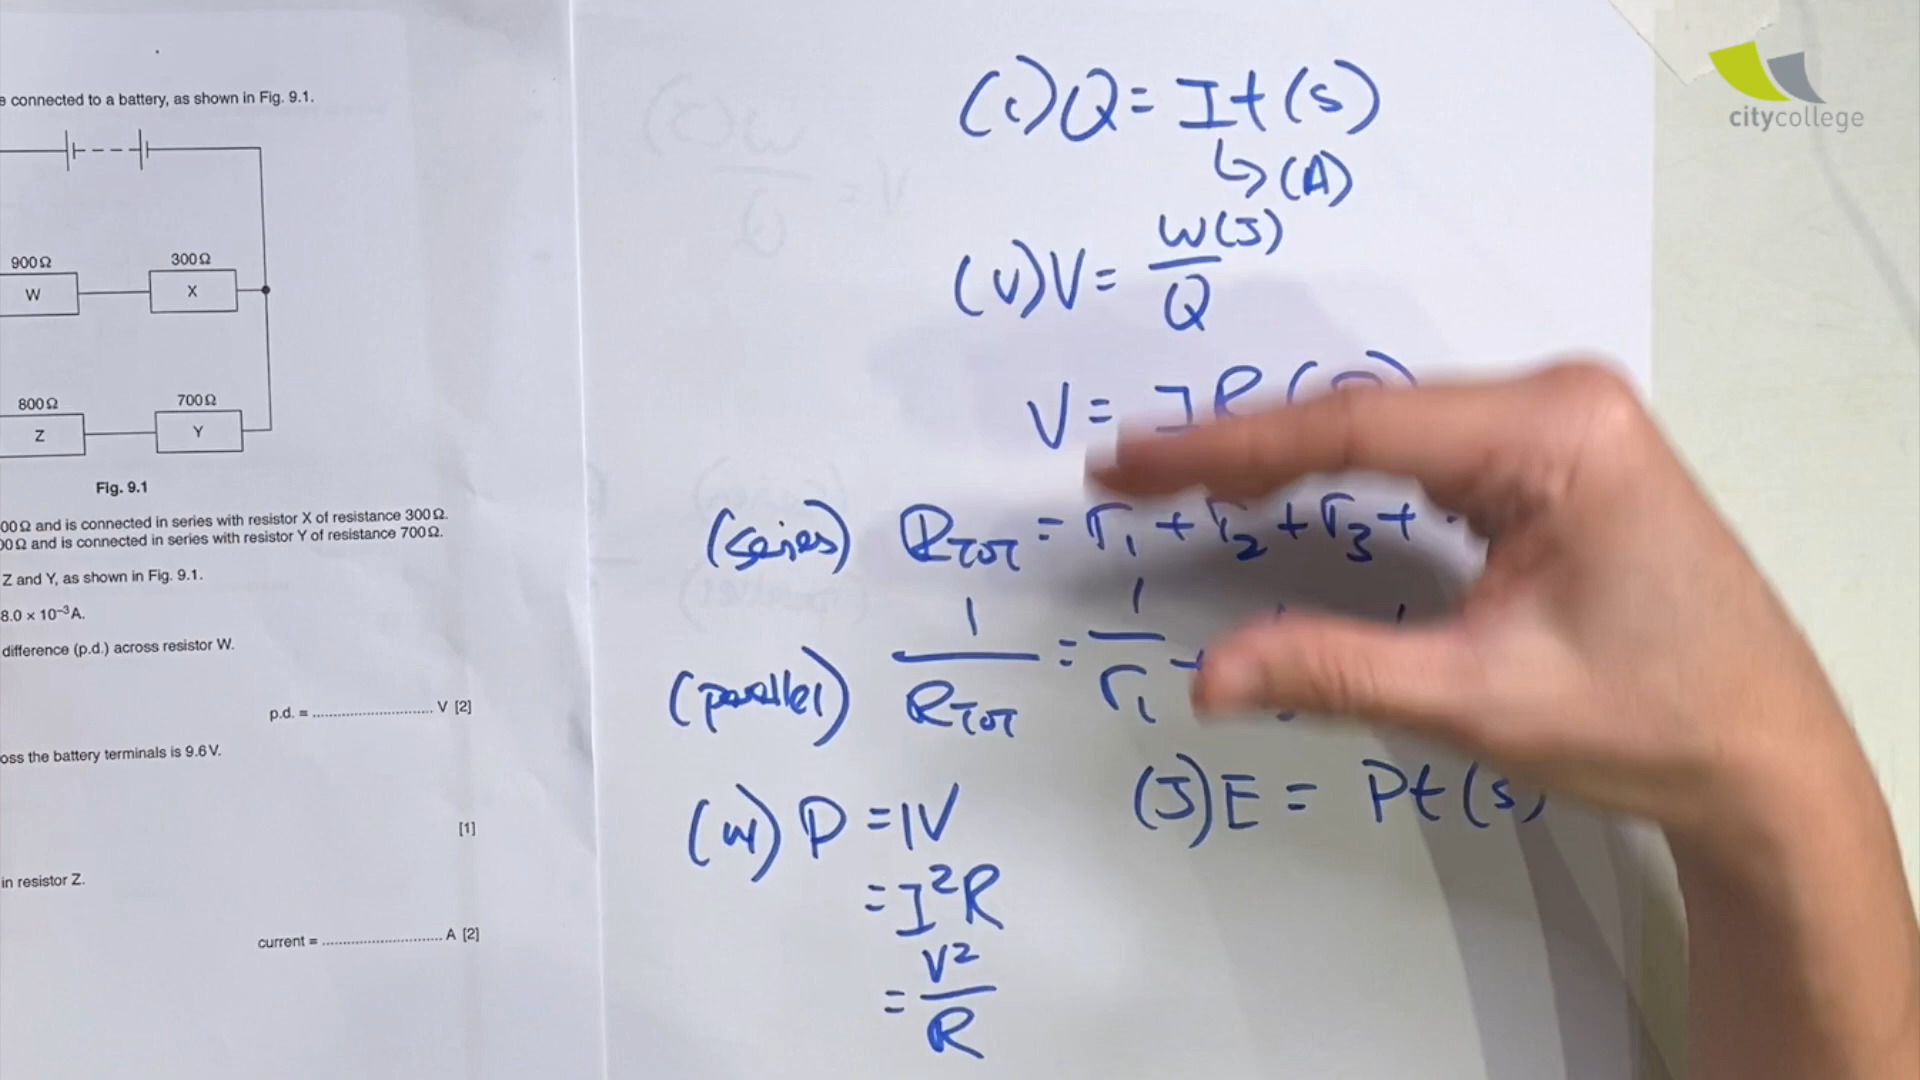 connected to a battery, as shown in Fig. 9.1.
900Ω
300Ω
W
X
800Ω
700Ω
Z
Y
Fig. 9.1
00Ω and is connected in series with resistor X of resistance 300Ω.
00Ω and is connected in series with resistor Y of resistance 700Ω.
Z and Y, as shown in Fig. 9.1.
8.0 × 10⁻³A.
difference (p.d.) across resistor W.
p.d. = .............................. V [2]
oss the battery terminals is 9.6V.
[1]
in resistor Z.
current = .............................. A [2]
citycollege
(c) Q = It (s)
↳ (A)
(V) V = W(J) / Q
V = IR
(series) R_TOT = r₁ + r₂ + r₃ +
(parallel) 1/R_TOT = 1/r₁ +
(W) P = IV
= I²R
= V²/R
(J) E = Pt (s)